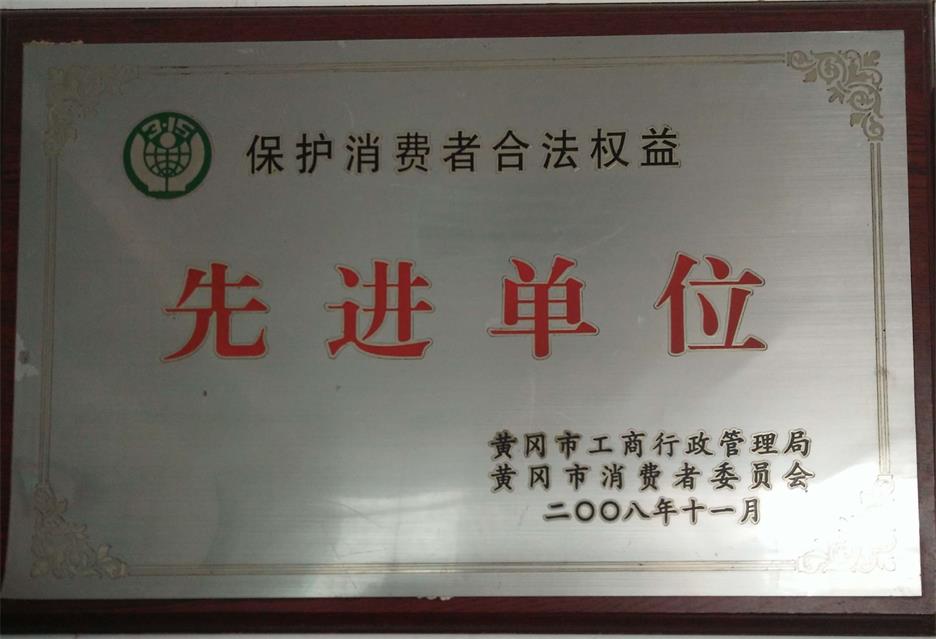 3·15
保护消费者合法权益
先进单位
黄冈市工商行政管理局
黄冈市消费者委员会
二〇〇八年十一月